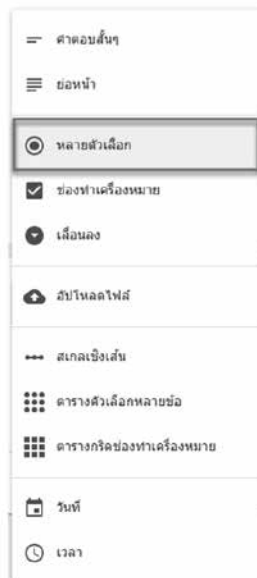 คำตอบสั้นๆ
ย่อหน้า
หลายตัวเลือก
ช่องทำเครื่องหมาย
เลื่อนลง
อัปโหลดไฟล์
สเกลเชิงเส้น
ตารางตัวเลือกหลายข้อ
ตารางกริดช่องทำเครื่องหมาย
วันที่
เวลา